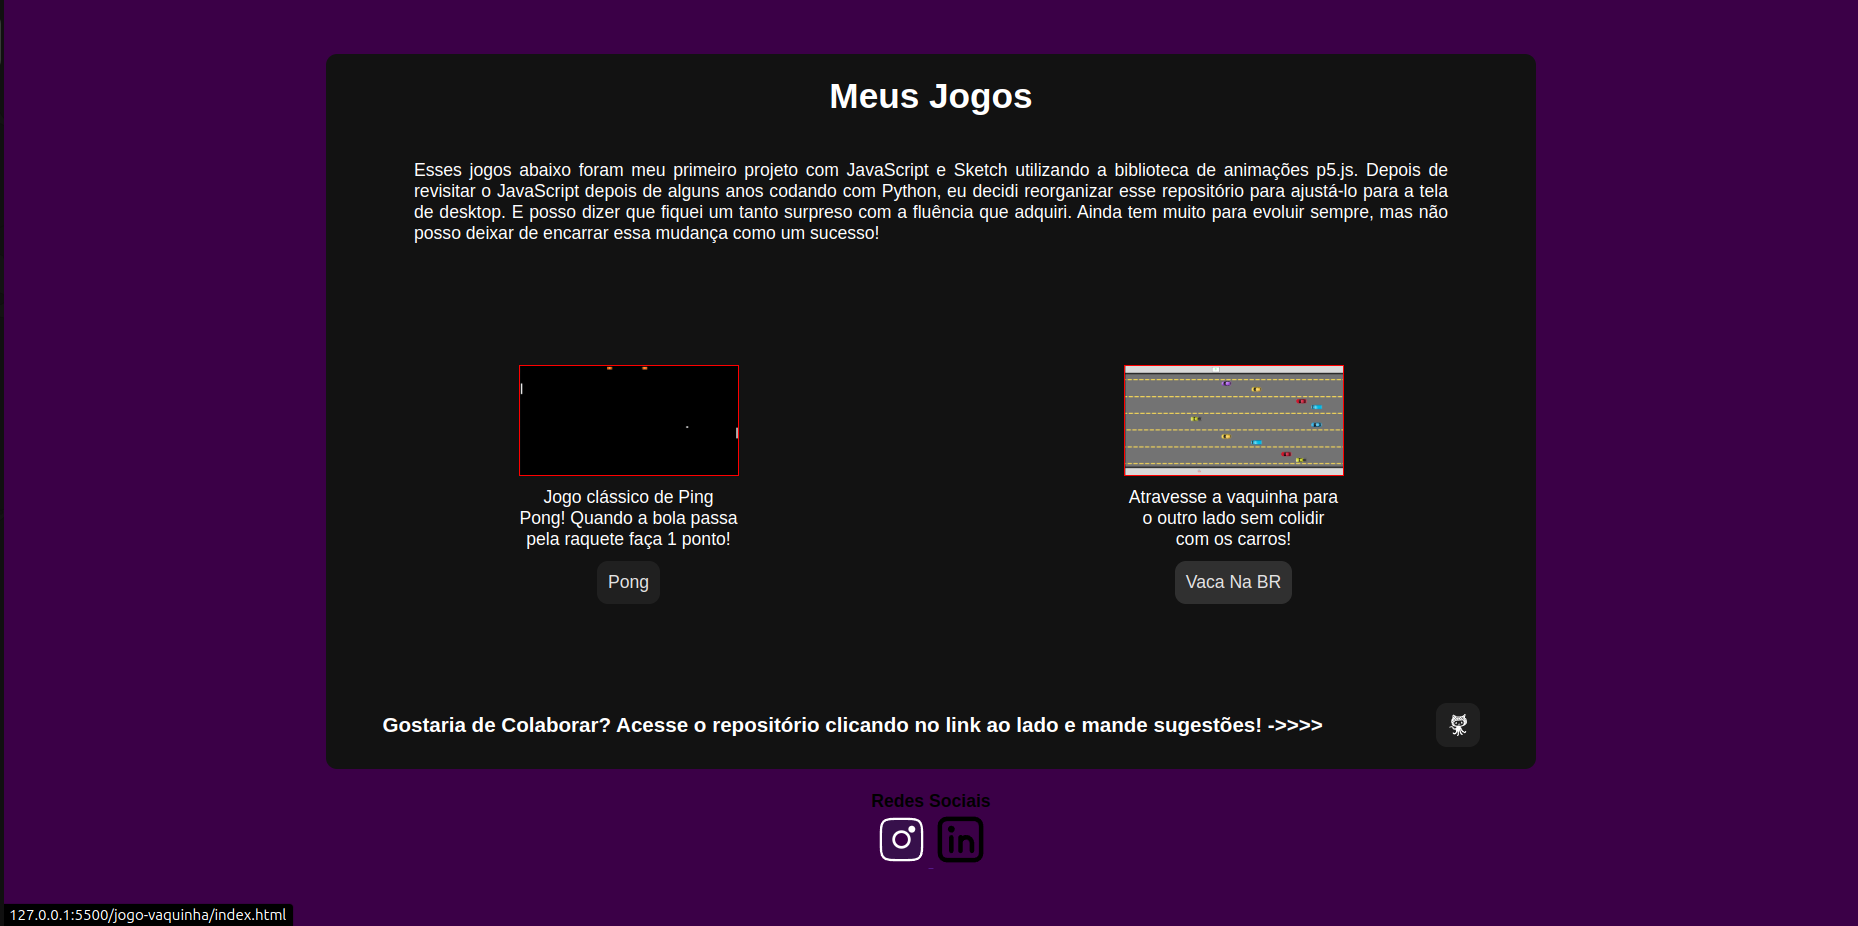 Meus Jogos
Esses jogos abaixo foram meu primeiro projeto com JavaScript e Sketch utilizando a biblioteca de animações p5.js. Depois de
revisitar o JavaScript depois de alguns anos codando com Python, eu decidi reorganizar esse repositório para ajustá-lo para a tela
de desktop. E posso dizer que fiquei um tanto surpreso com a fluência que adquiri. Ainda tem muito para evoluir sempre, mas não
posso deixar de encarrar essa mudança como um sucesso!
Jogo clássico de Ping
Pong! Quando a bola passa
pela raquete faça 1 ponto!
Pong
Atravesse a vaquinha para
o outro lado sem colidir
com os carros!
Vaca Na BR
Gostaria de Colaborar? Acesse o repositório clicando no link ao lado e mande sugestões! ->>>>
Redes Sociais
in
127.0.0.1:5500/jogo-vaquinha/index.html